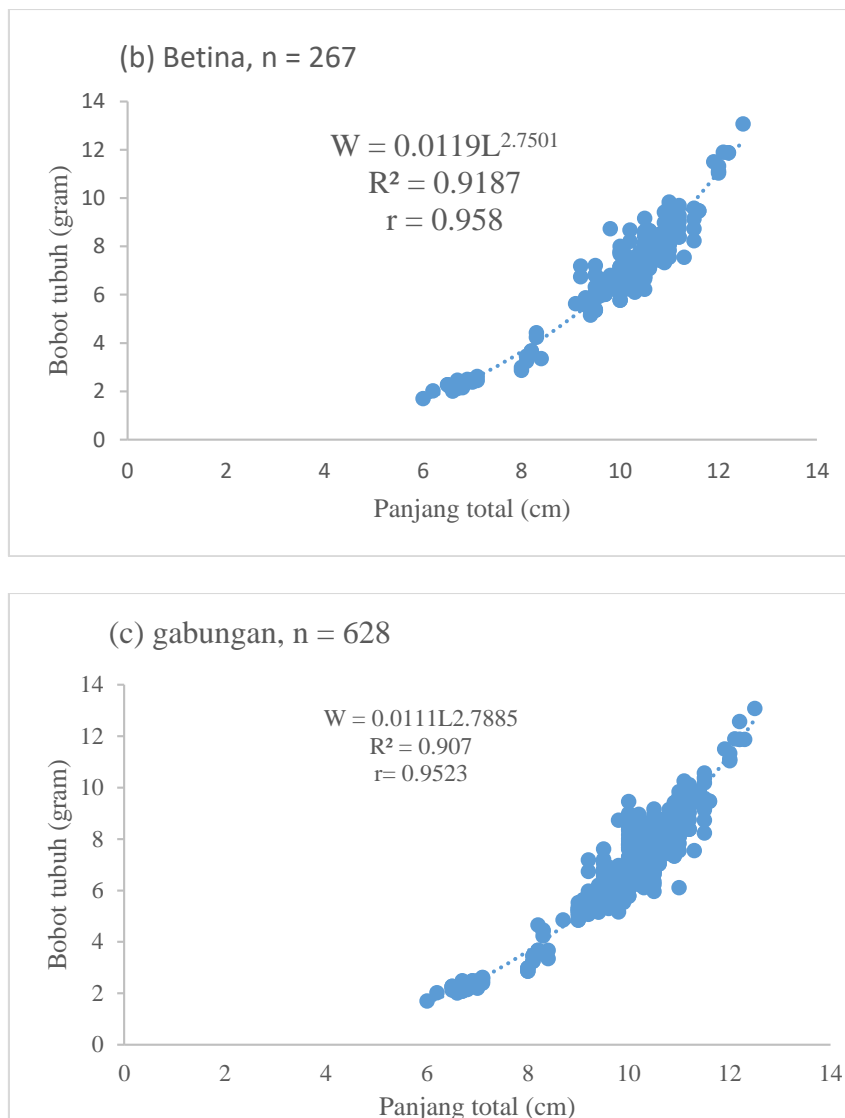 (b) Betina, n = 267
W = 0.0119L^2.7501
R² = 0.9187
r = 0.958
Bobot tubuh (gram)
14
12
10
8
6
4
2
0
0 2 4 6 8 10 12 14
Panjang total (cm)
(c) gabungan, n = 628
W = 0.0111L2.7885
R² = 0.907
r= 0.9523
Bobot tubuh (gram)
14
12
10
8
6
4
2
0
0 2 4 6 8 10 12 14
Panjang total (cm)